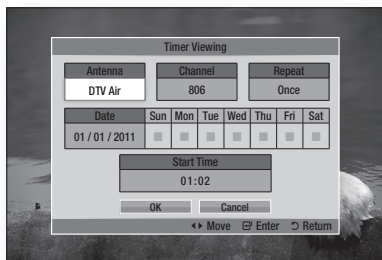 Timer Viewing
Antenna Channel Repeat
DTV Air 806 Once
Date Sun Mon Tue Wed Thu Fri Sat
01 / 01 / 2011
Start Time
01:02
OK Cancel
Move Enter Return